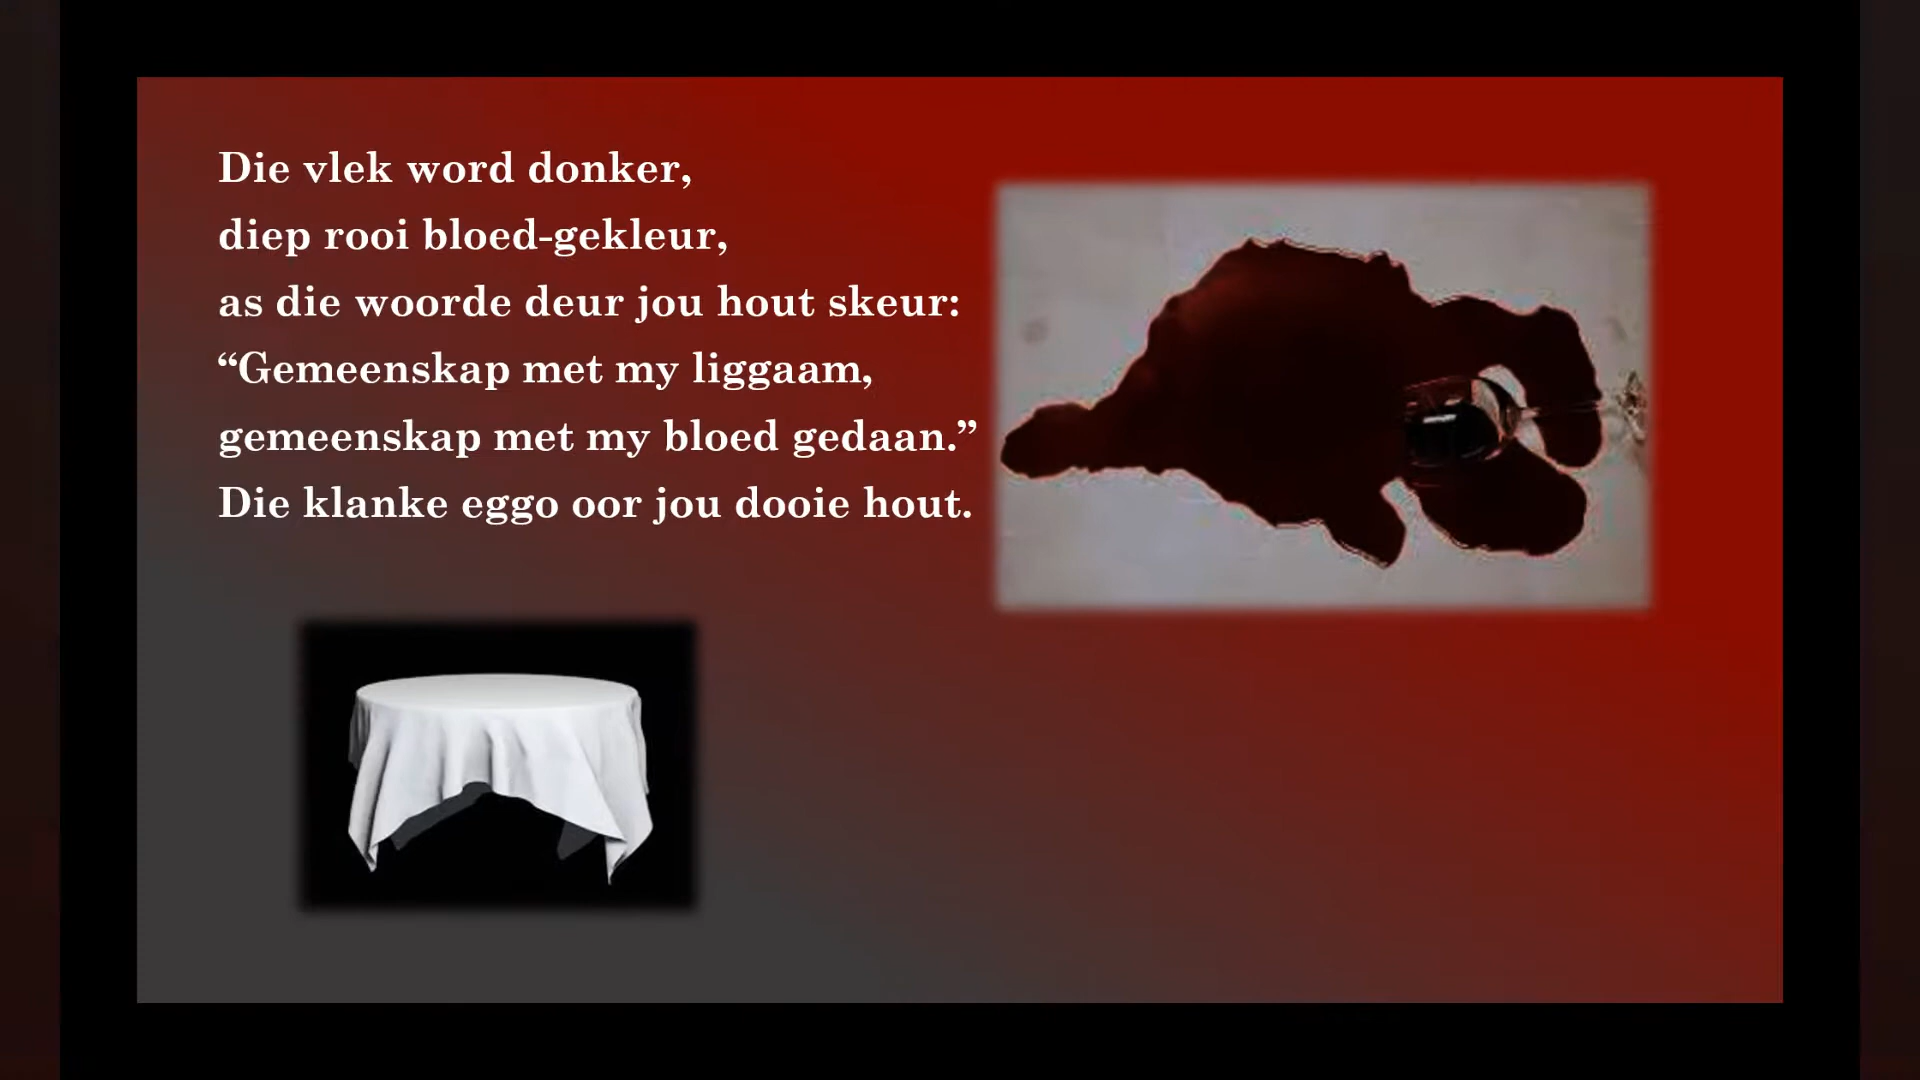 Die vlek word donker,
diep rooi bloed-gekleur,
as die woorde deur jou hout skeur:
“Gemeenskap met my liggaam,
gemeenskap met my bloed gedaan.”
Die klanke eggo oor jou dooie hout.